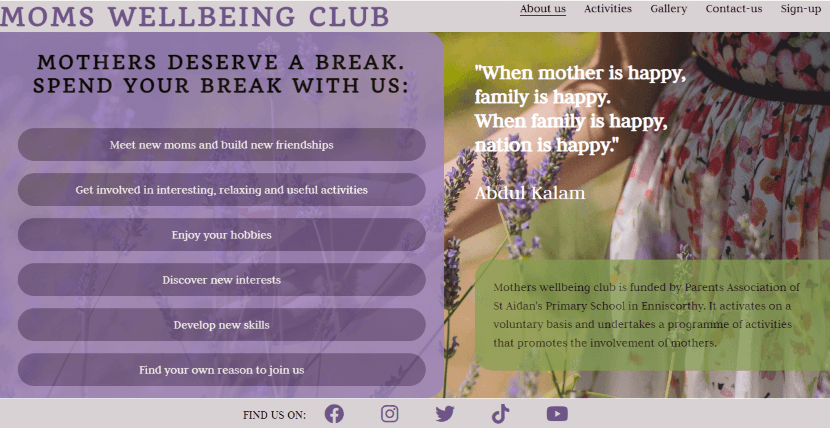 MOMS WELLBEING CLUB
About us Activities Gallery Contact-us Sign-up
MOTHERS DESERVE A BREAK.
SPEND YOUR BREAK WITH US:
Meet new moms and build new friendships
Get involved in interesting, relaxing and useful activities
Enjoy your hobbies
Discover new interests
Develop new skills
Find your own reason to join us
"When mother is happy,
family is happy.
When family is happy,
nation is happy."
Abdul Kalam
Mothers wellbeing club is funded by Parents Association of
St Aidan's Primary School in Enniscorthy. It activates on a
voluntary basis and undertakes a programme of activities
that promotes the involvement of mothers.
FIND US ON: